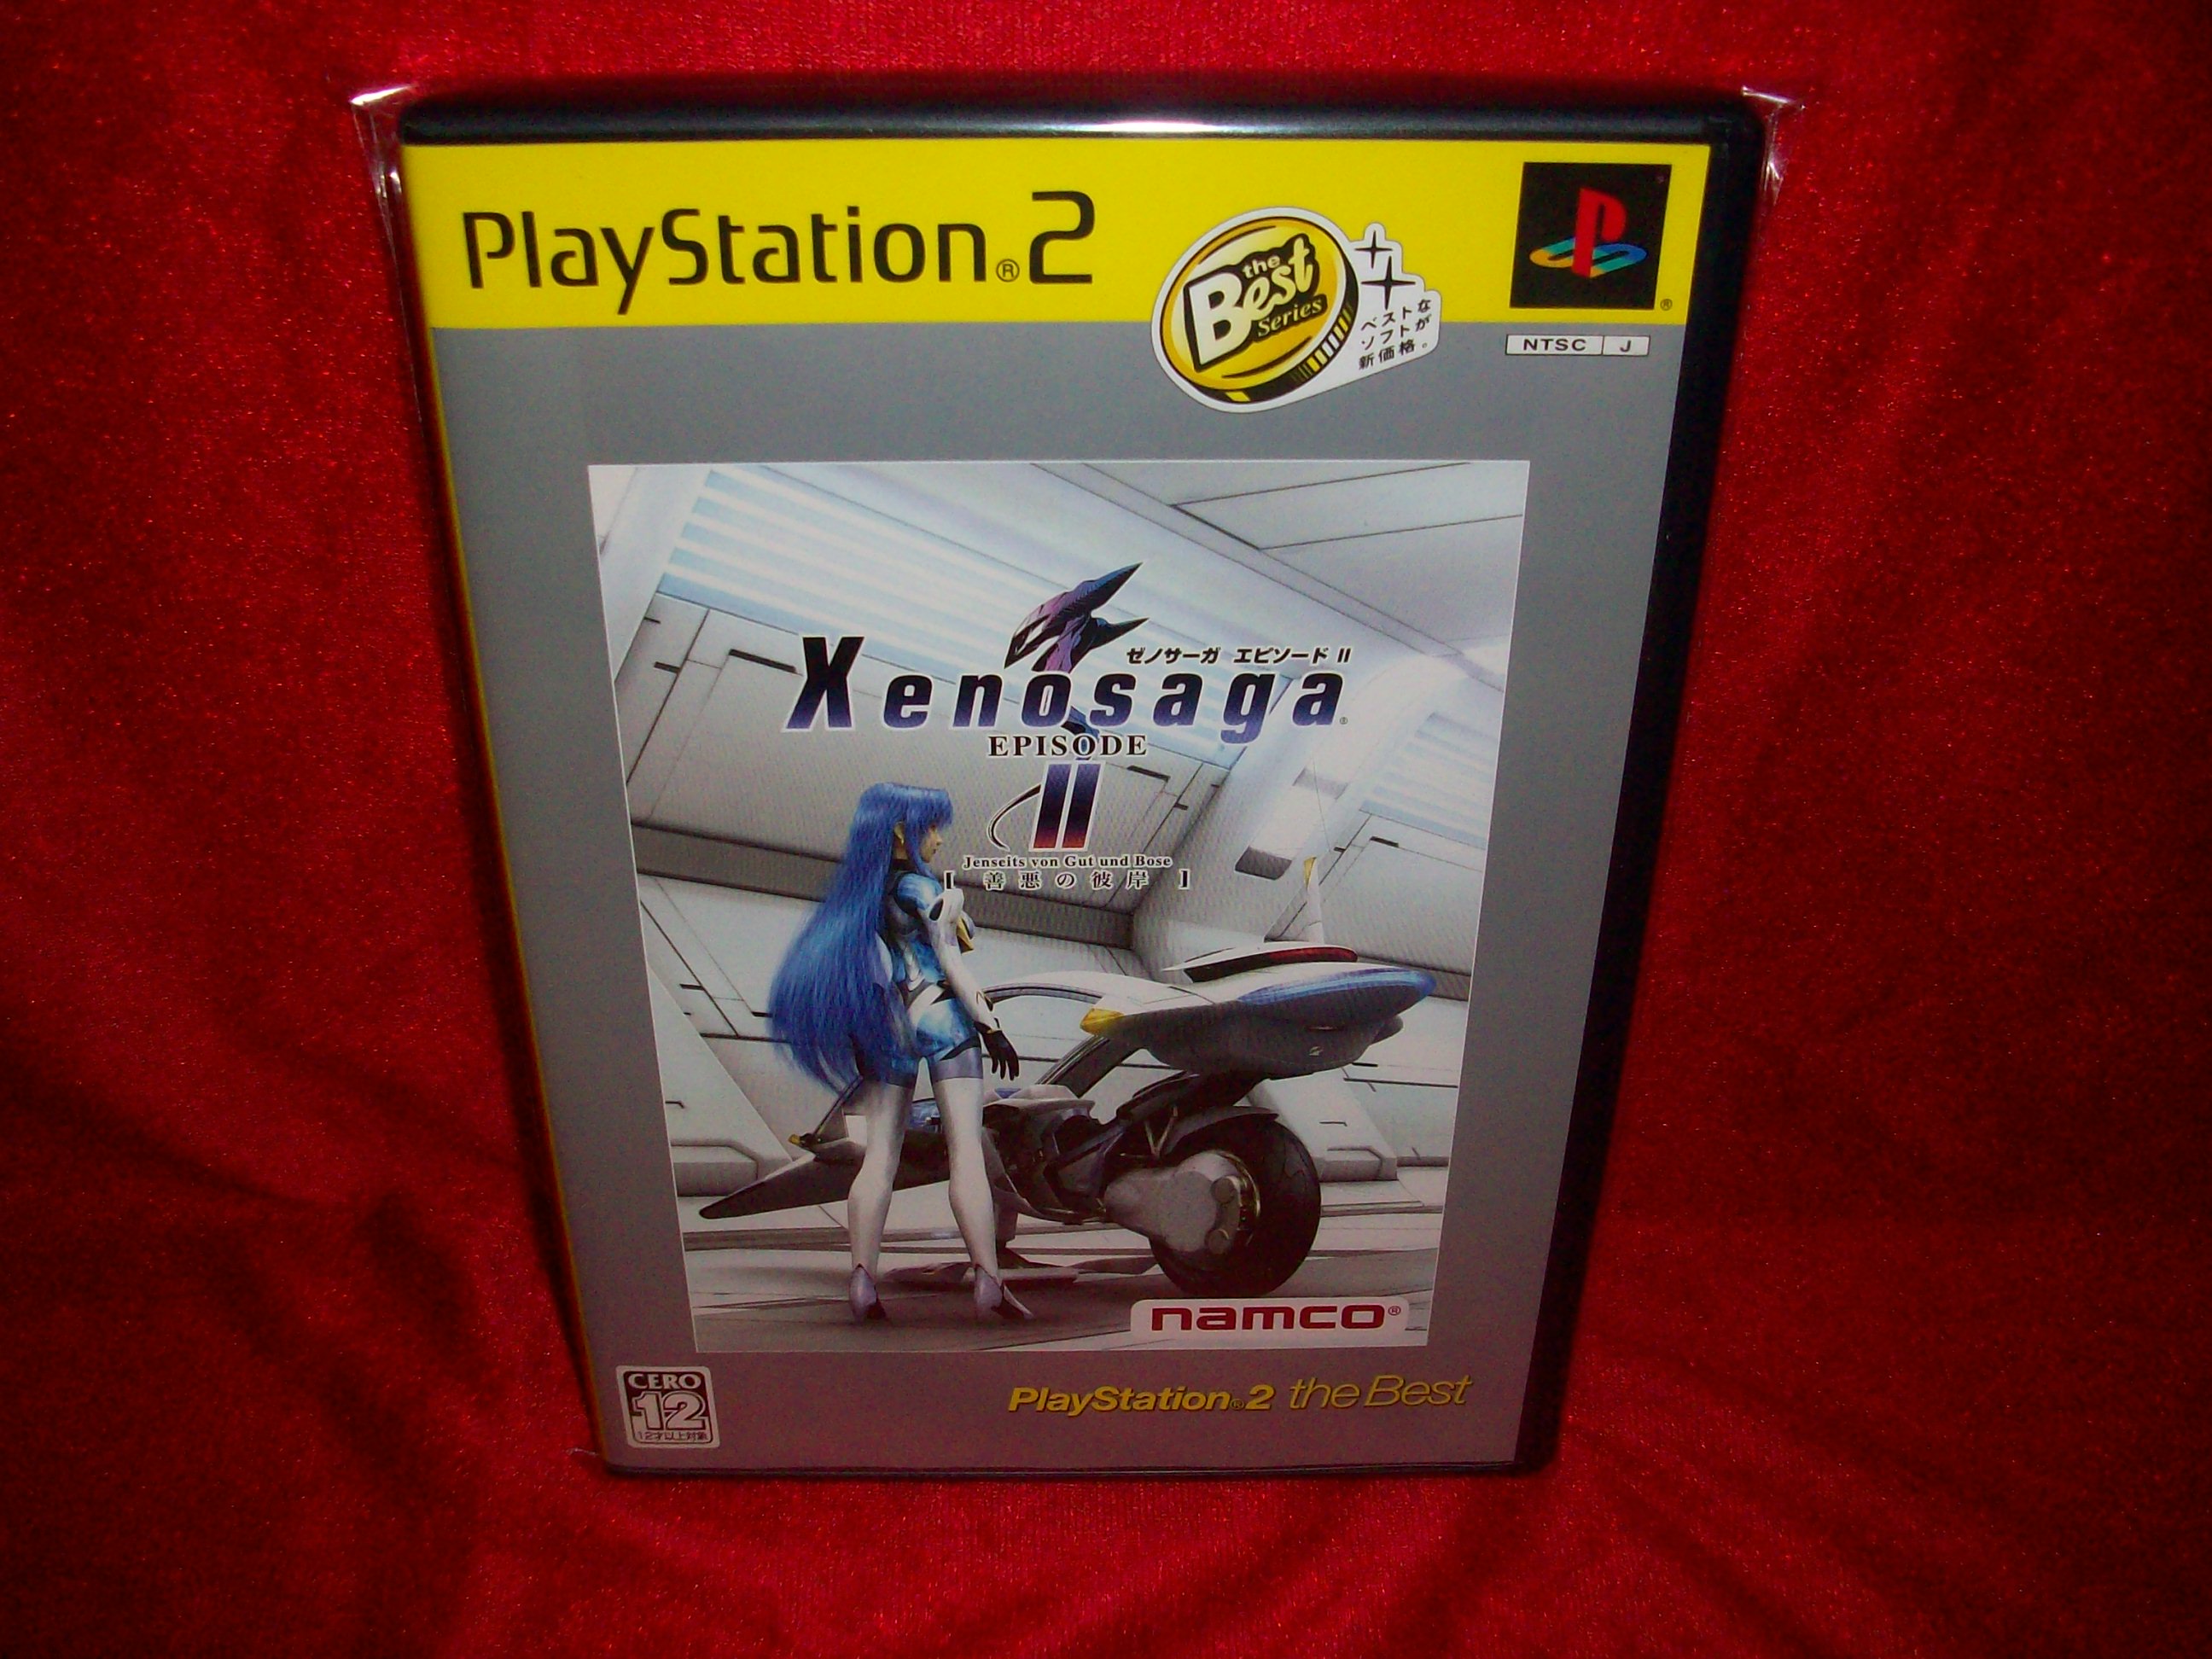 PlayStation®2
the
Best
Series
ベストな
ソフトが
新価格。
®
NTSC J
ゼノサーガ エピソード II
Xenosaga®
EPISODE
II
Jenseits von Gut und Bose
【善悪の彼岸】
namco®
CERO
12
12才以上対象
PlayStation®2 the Best